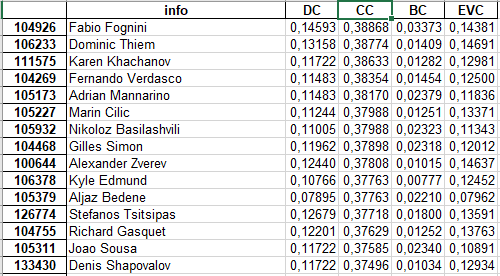 info DC CC BC EVC
104926 Fabio Fognini 0,14593 0,38868 0,03373 0,14381
106233 Dominic Thiem 0,13158 0,38774 0,01409 0,14691
111575 Karen Khachanov 0,11722 0,38633 0,01282 0,12981
104269 Fernando Verdasco 0,11483 0,38354 0,01454 0,12500
105173 Adrian Mannarino 0,11483 0,38170 0,02379 0,11836
105227 Marin Cilic 0,11244 0,37988 0,01251 0,13371
105932 Nikoloz Basilashvili 0,11005 0,37988 0,02323 0,11343
104468 Gilles Simon 0,11962 0,37898 0,02318 0,12012
100644 Alexander Zverev 0,12440 0,37808 0,01015 0,14637
106378 Kyle Edmund 0,10766 0,37763 0,00777 0,12452
105379 Aljaz Bedene 0,07895 0,37763 0,02210 0,07962
126774 Stefanos Tsitsipas 0,12679 0,37718 0,01800 0,13591
104755 Richard Gasquet 0,12201 0,37629 0,01252 0,13763
105311 Joao Sousa 0,11722 0,37585 0,02340 0,10891
133430 Denis Shapovalov 0,11722 0,37496 0,01034 0,12934